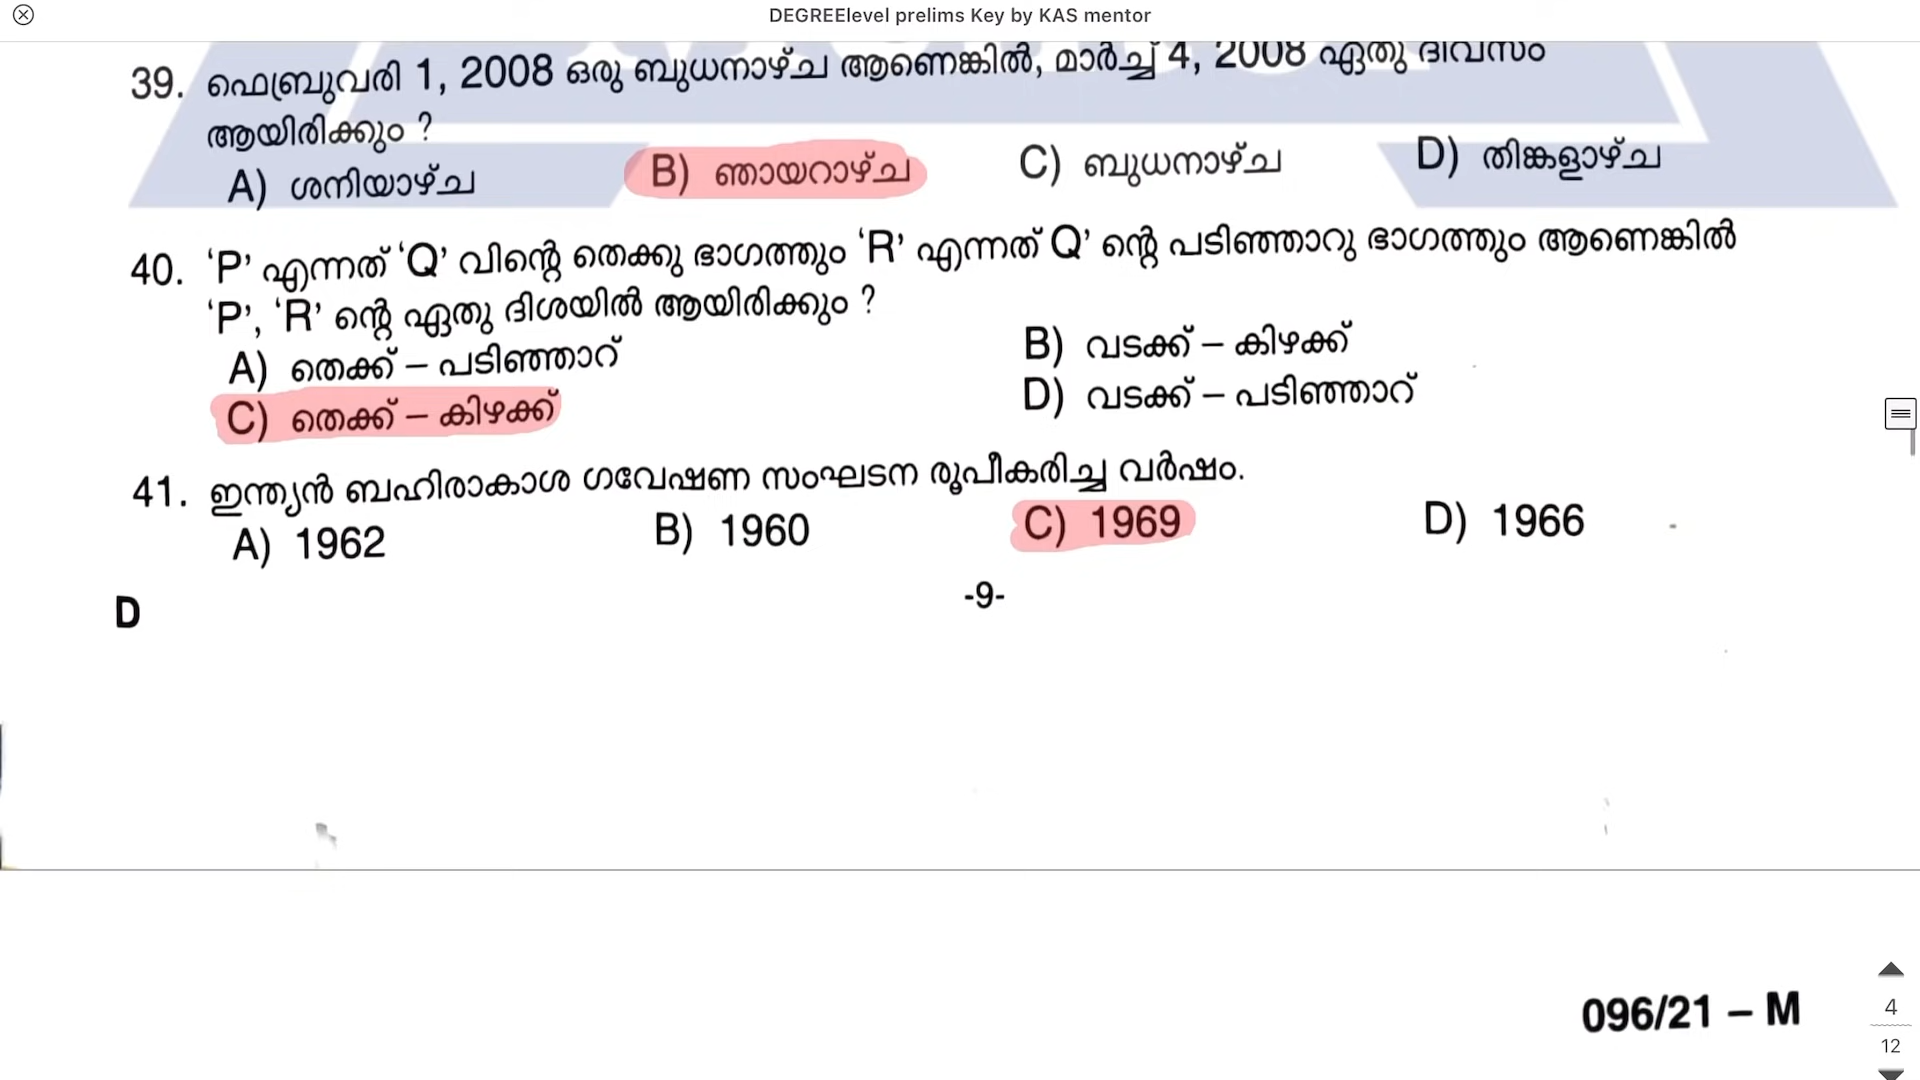 DEGREElevel prelims Key by KAS mentor
39. ഫെബ്രുവരി 1, 2008 ഒരു ബുധനാഴ്ച ആണെങ്കിൽ, മാർച്ച് 4, 2008 ഏതു ദിവസം
ആയിരിക്കും ?
A) ശനിയാഴ്ച B) ഞായറാഴ്ച C) ബുധനാഴ്ച D) തിങ്കളാഴ്ച
40. ‘P’ എന്നത് ‘Q’ വിന്റെ തെക്കു ഭാഗത്തും ‘R’ എന്നത് Q’ ന്റെ പടിഞ്ഞാറു ഭാഗത്തും ആണെങ്കിൽ
‘P’, ‘R’ ന്റെ ഏതു ദിശയിൽ ആയിരിക്കും ?
A) തെക്ക് – പടിഞ്ഞാറ് B) വടക്ക് – കിഴക്ക്
C) തെക്ക് – കിഴക്ക് D) വടക്ക് – പടിഞ്ഞാറ്
41. ഇന്ത്യൻ ബഹിരാകാശ ഗവേഷണ സംഘടന രൂപീകരിച്ച വർഷം.
A) 1962 B) 1960 C) 1969 D) 1966
D -9-
096/21 – M
4
12